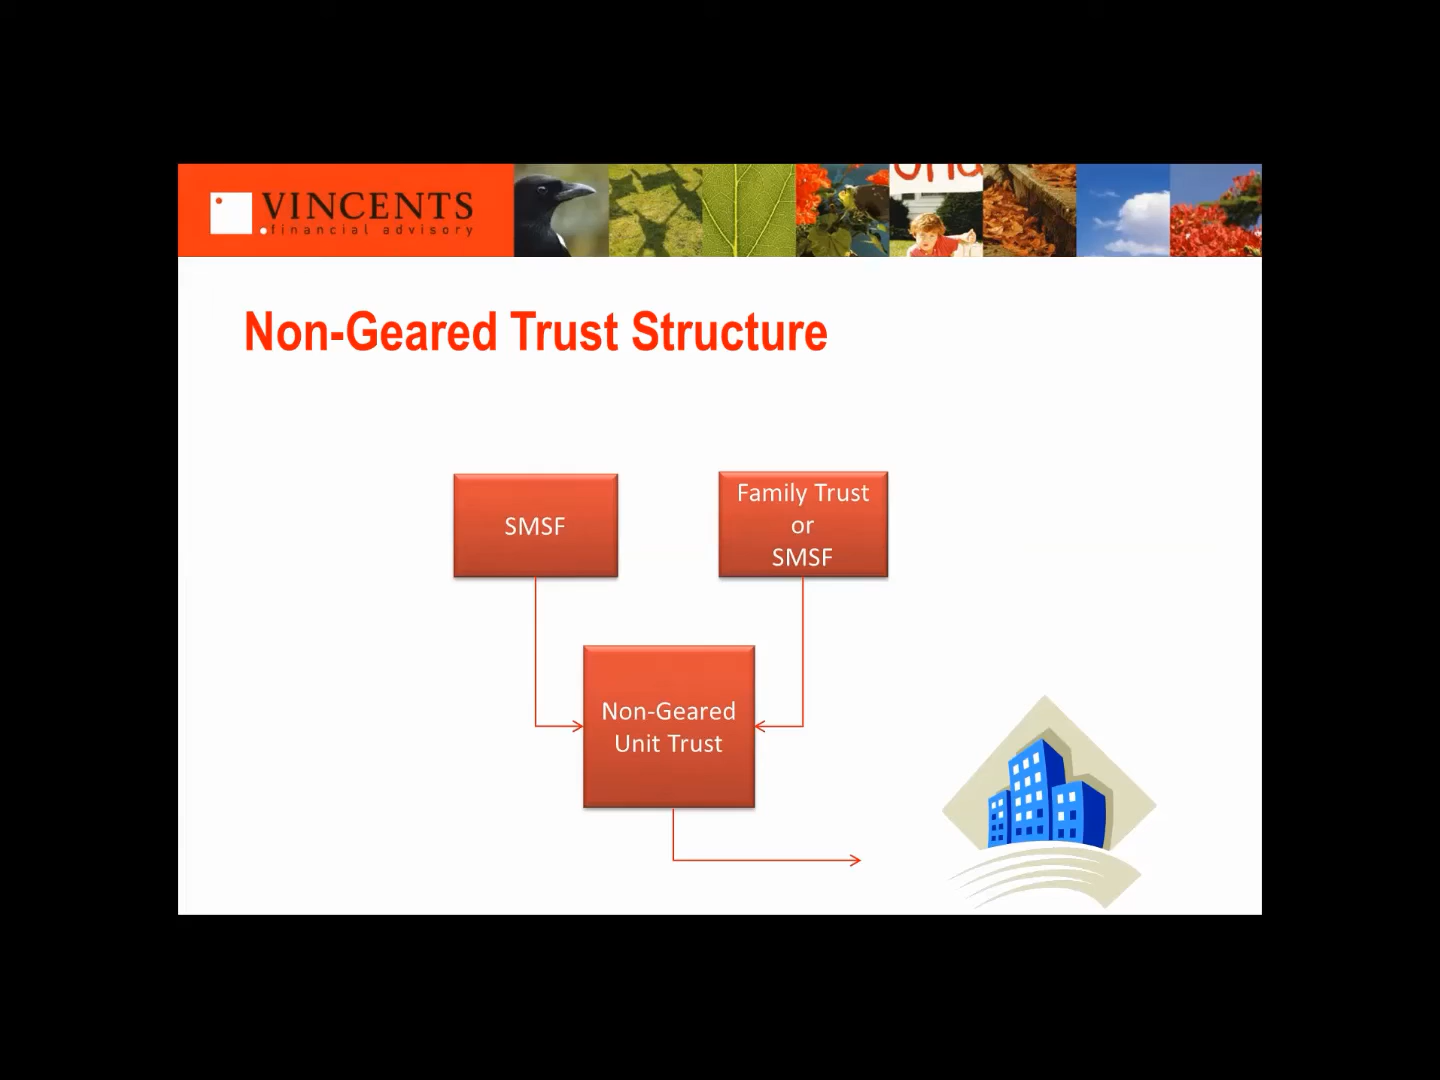 VINCENTS
financial advisory
Non-Geared Trust Structure
SMSF
Family Trust
or
SMSF
Non-Geared
Unit Trust